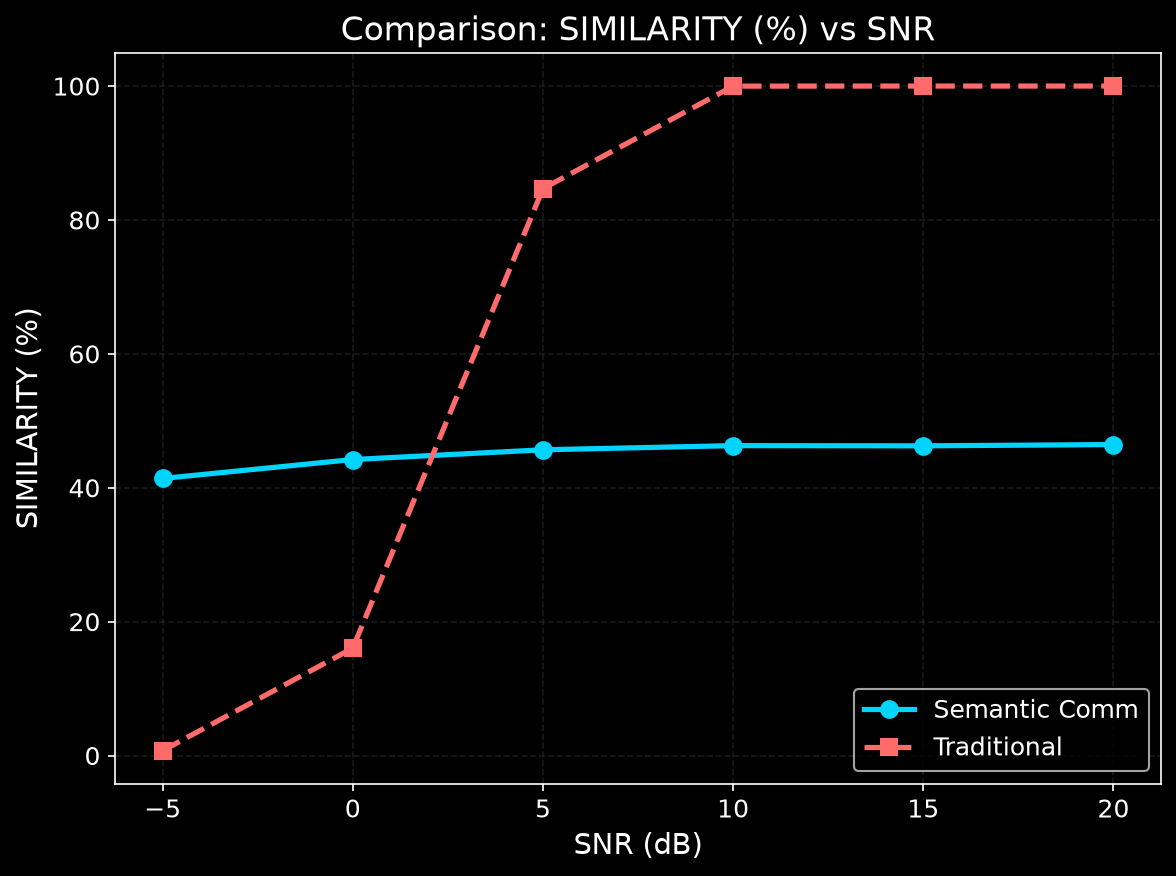 Comparison: SIMILARITY (%) vs SNR
SIMILARITY (%)
100
80
60
40
20
0
−5 0 5 10 15 20
SNR (dB)
Semantic Comm
Traditional